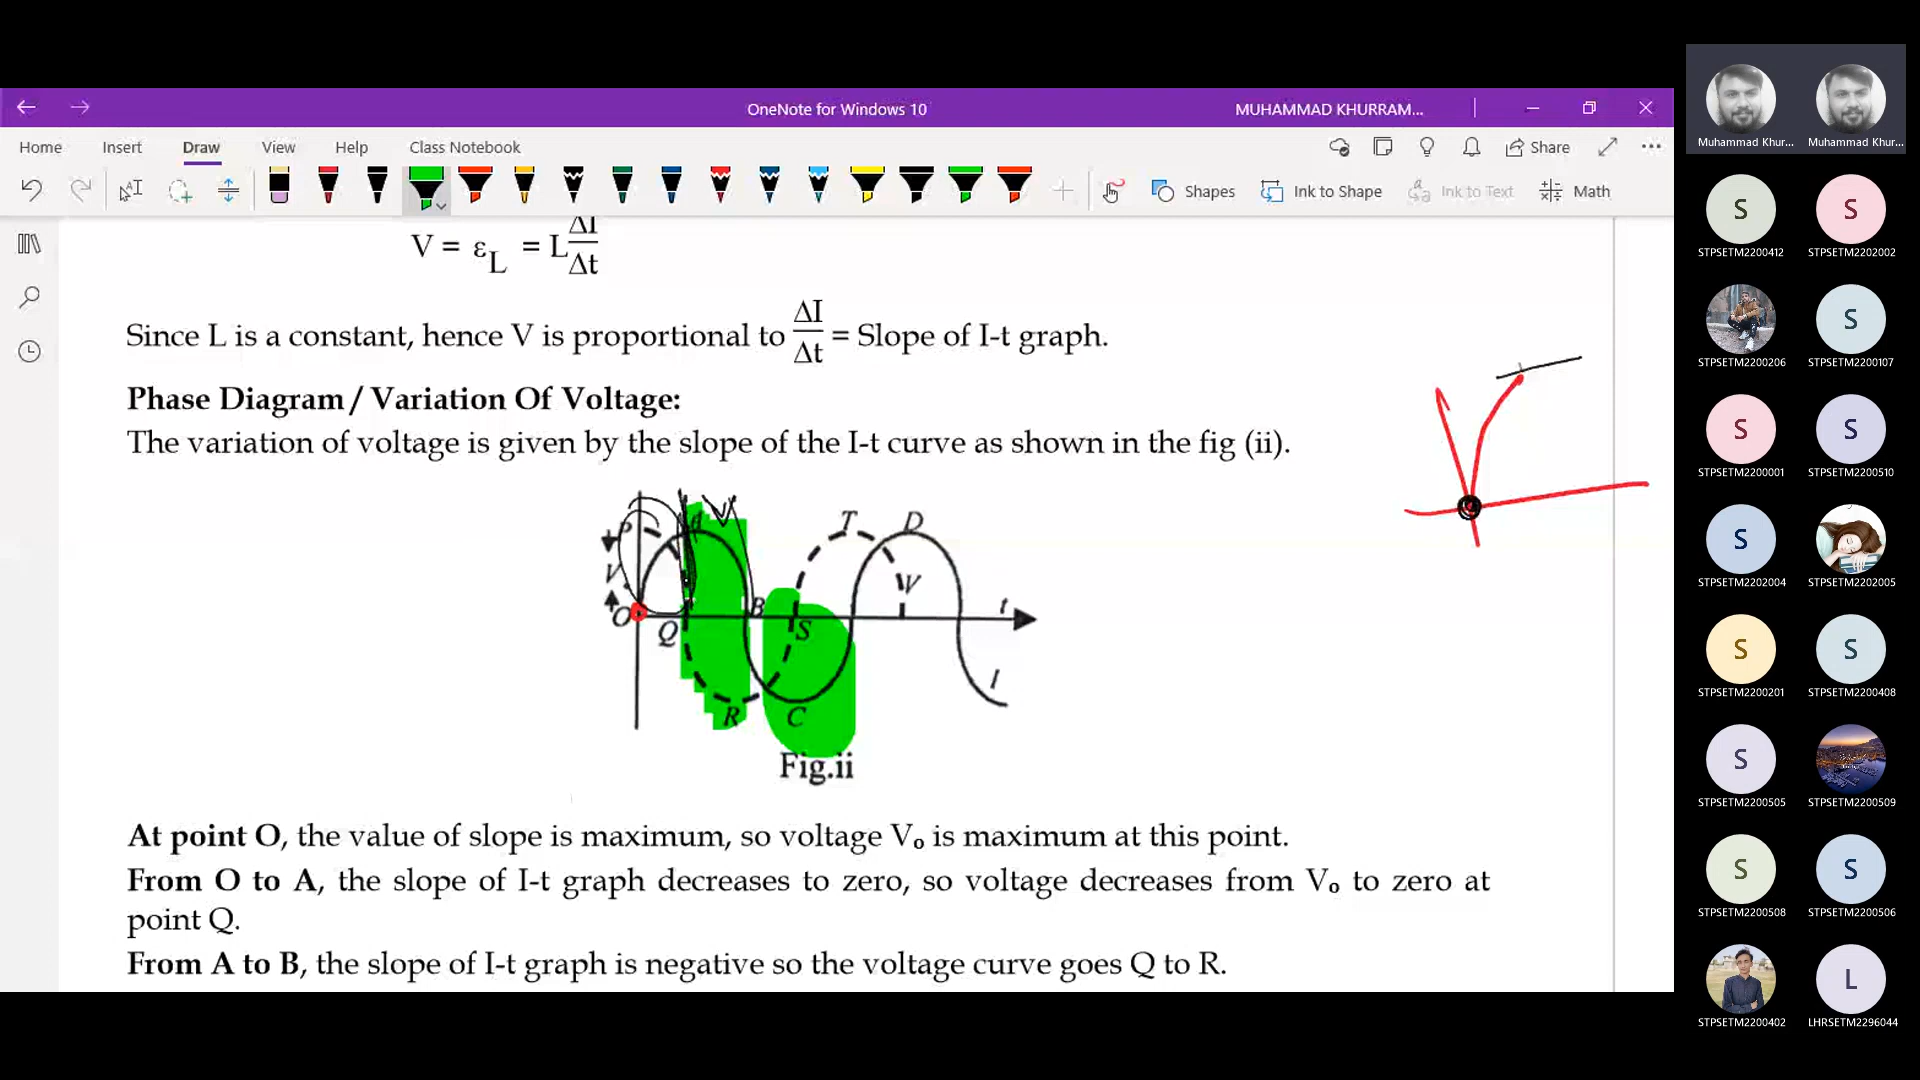 OneNote for Windows 10
MUHAMMAD KHURRAM...
Home Insert Draw View Help Class Notebook
Share
Shapes Ink to Shape Ink to Text Math
V = εL = L ΔI/Δt
Since L is a constant, hence V is proportional to ΔI/Δt = Slope of I-t graph.
Phase Diagram / Variation Of Voltage:
The variation of voltage is given by the slope of the I-t curve as shown in the fig (ii).
P A V T D
V V
O Q B S t
R C I
Fig.ii
At point O, the value of slope is maximum, so voltage Vo is maximum at this point.
From O to A, the slope of I-t graph decreases to zero, so voltage decreases from Vo to zero at
point Q.
From A to B, the slope of I-t graph is negative so the voltage curve goes Q to R.
Muhammad Khur... Muhammad Khur...
S S
STPSETM2200412 STPSETM2202002
S
STPSETM2200206 STPSETM2200107
S S
STPSETM2200001 STPSETM2200510
S
STPSETM2202004 STPSETM2202005
S S
STPSETM2200201 STPSETM2200408
S
STPSETM2200505 STPSETM2200509
S S
STPSETM2200508 STPSETM2200506
L
STPSETM2200402 LHRSETM2296044